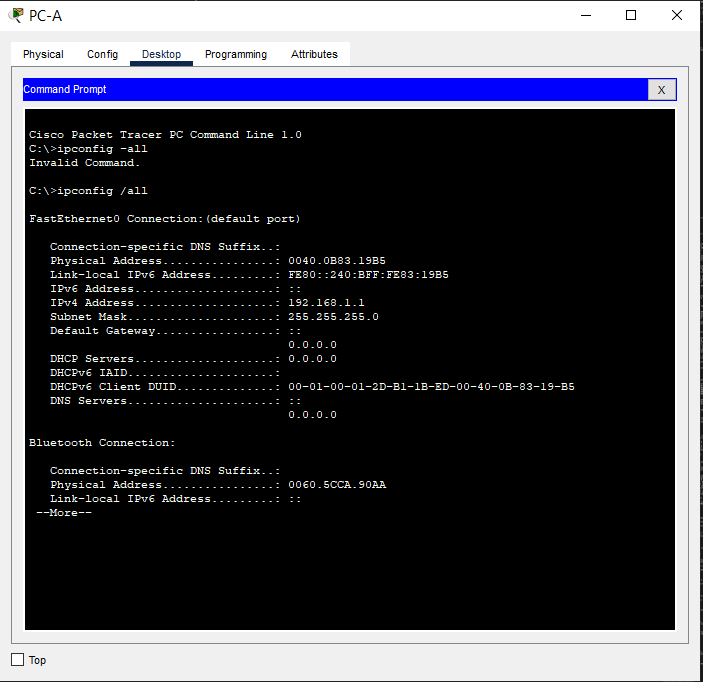 PC-A
Physical Config Desktop Programming Attributes
Command Prompt X
Cisco Packet Tracer PC Command Line 1.0
C:\>ipconfig -all
Invalid Command.
C:\>ipconfig /all
FastEthernet0 Connection:(default port)
Connection-specific DNS Suffix..:
Physical Address................: 0040.0B83.19B5
Link-local IPv6 Address.........: FE80::240:BFF:FE83:19B5
IPv6 Address....................: ::
IPv4 Address....................: 192.168.1.1
Subnet Mask.....................: 255.255.255.0
Default Gateway.................: ::
0.0.0.0
DHCP Servers....................: 0.0.0.0
DHCPv6 IAID.....................:
DHCPv6 Client DUID..............: 00-01-00-01-2D-B1-1B-ED-00-40-0B-83-19-B5
DNS Servers.....................: ::
0.0.0.0
Bluetooth Connection:
Connection-specific DNS Suffix..:
Physical Address................: 0060.5CCA.90AA
Link-local IPv6 Address.........: ::
--More--
Top